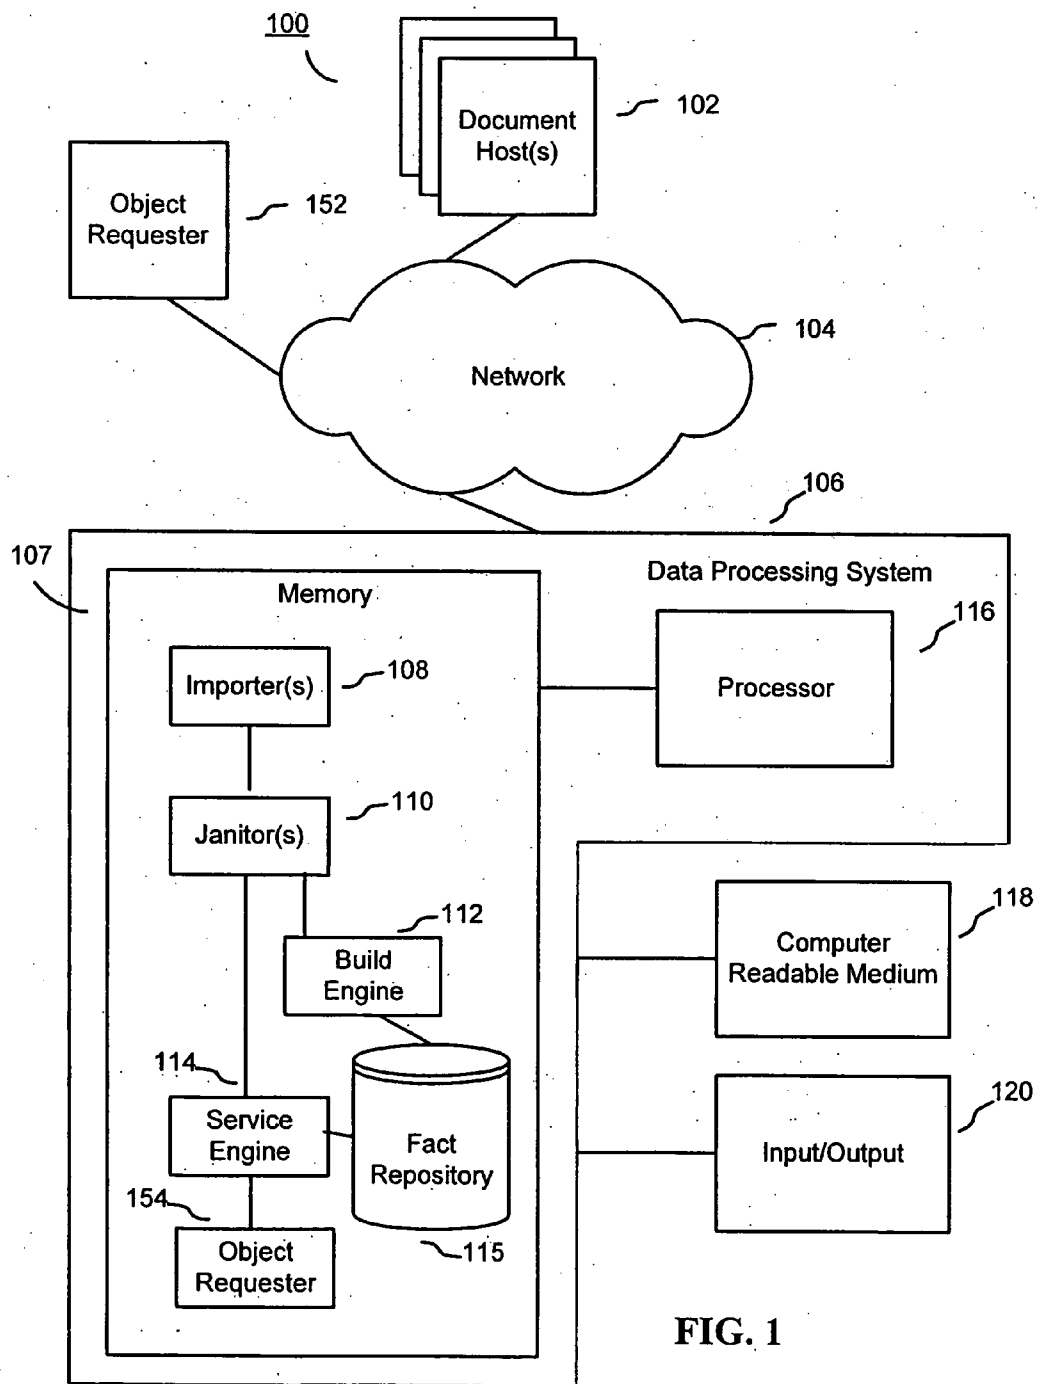 100
Document
Host(s)
102
Object
Requester
152
104
Network
106
107
Data Processing System
Memory
116
Importer(s)
108
Processor
110
Janitor(s)
112
118
Build
Engine
Computer
Readable Medium
114
Service
Engine
Fact
Repository
120
Input/Output
154
115
Object
Requester
FIG. 1